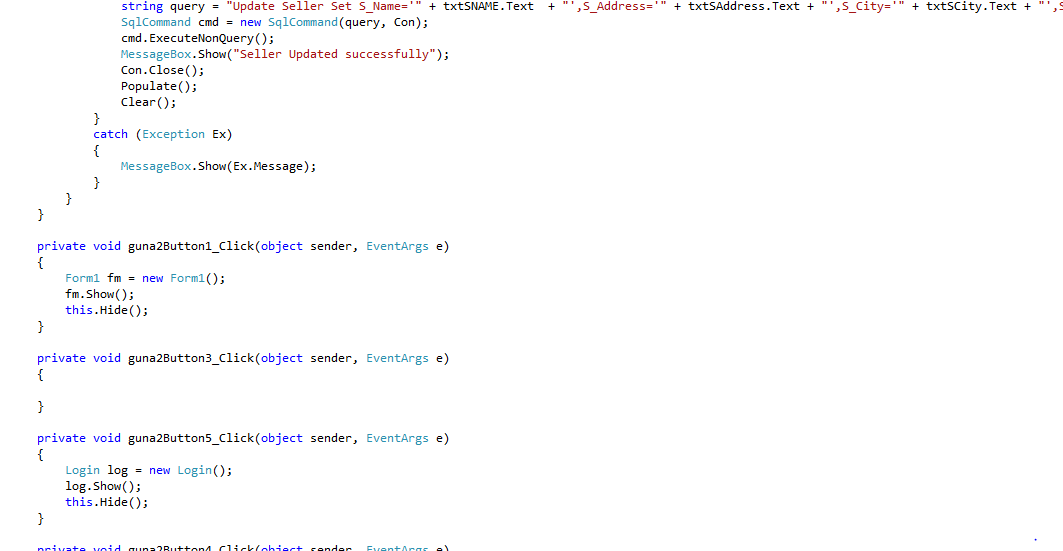 string query = "Update Seller Set S_Name='" + txtSNAME.Text  + "',S_Address='" + txtSAddress.Text + "',S_City='" + txtSCity.Text + "',S
SqlCommand cmd = new SqlCommand(query, Con);
cmd.ExecuteNonQuery();
MessageBox.Show("Seller Updated successfully");
Con.Close();
Populate();
Clear();
}
catch (Exception Ex)
{
MessageBox.Show(Ex.Message);
}
}
}
private void guna2Button1_Click(object sender, EventArgs e)
{
Form1 fm = new Form1();
fm.Show();
this.Hide();
}
private void guna2Button3_Click(object sender, EventArgs e)
{
}
private void guna2Button5_Click(object sender, EventArgs e)
{
Login log = new Login();
log.Show();
this.Hide();
}
private void guna2Button4_Click(object sender, EventArgs e)